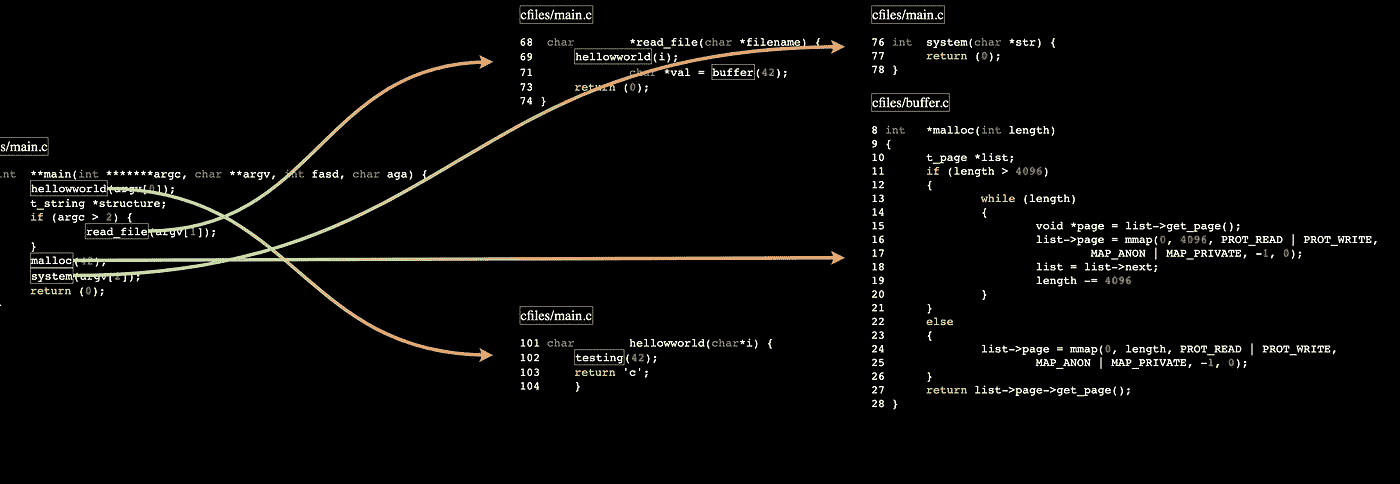 s/main.c
int **main(int *******argc, char **argv, int fasd, char aga) {
hellowworld(argv[0]);
t_string *structure;
if (argc > 2) {
read_file(argv[1]);
}
malloc(42);
system(argv[2]);
return (0);
cfiles/main.c
68 char *read_file(char *filename) {
69 hellowworld(i);
71 char *val = buffer(42);
73 return (0);
74 }
cfiles/main.c
101 char hellowworld(char*i) {
102 testing(42);
103 return 'c';
104 }
cfiles/main.c
76 int system(char *str) {
77 return (0);
78 }
cfiles/buffer.c
8 int *malloc(int length)
9 {
10 t_page *list;
11 if (length > 4096)
12 {
13 while (length)
14 {
15 void *page = list->get_page();
16 list->page = mmap(0, 4096, PROT_READ | PROT_WRITE,
17 MAP_ANON | MAP_PRIVATE, -1, 0);
18 list = list->next;
19 length -= 4096
20 }
21 }
22 else
23 {
24 list->page = mmap(0, length, PROT_READ | PROT_WRITE,
25 MAP_ANON | MAP_PRIVATE, -1, 0);
26 }
27 return list->page->get_page();
28 }